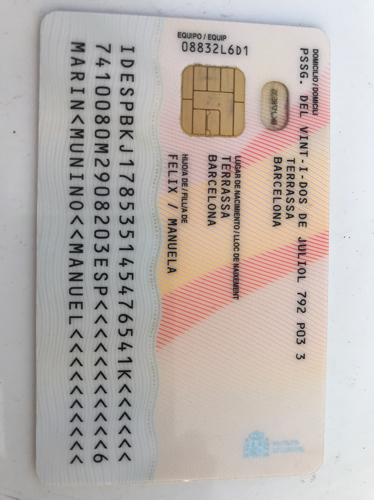 DOMICILIO / DOMICILI
PSSG. DEL VINT-I-DOS DE JULIOL 792 P03 3
TERRASSA
BARCELONA
LUGAR DE NACIMIENTO / LLOC DE NAIXEMENT
TERRASSA
BARCELONA
HIJO/A DE / FILL/A DE
FELIX / MANUELA
EQUIPO / EQUIP
08832L6D1
IDESPBKJ178535145476541K<<<<<<
7410080M2908203ESP<<<<<<<<<<<6
MARIN<MUNINO<<MANUEL<<<<<<<<<<